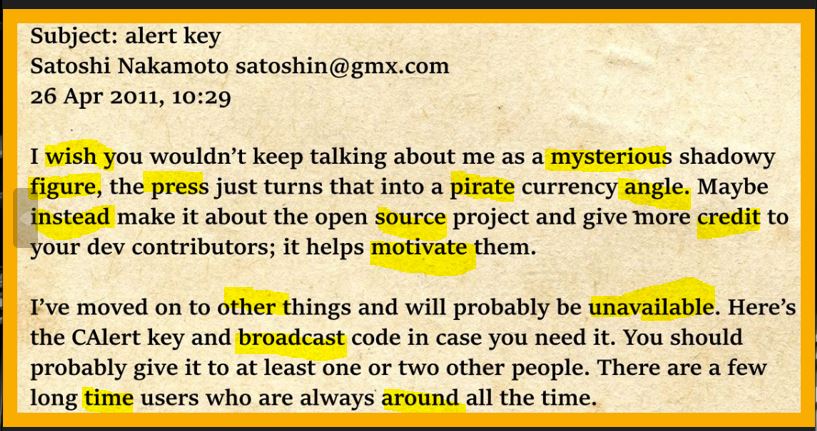 Subject: alert key
Satoshi Nakamoto satoshin@gmx.com
26 Apr 2011, 10:29
I wish you wouldn’t keep talking about me as a mysterious shadowy
figure, the press just turns that into a pirate currency angle. Maybe
instead make it about the open source project and give more credit to
your dev contributors; it helps motivate them.
I’ve moved on to other things and will probably be unavailable. Here’s
the CAlert key and broadcast code in case you need it. You should
probably give it to at least one or two other people. There are a few
long time users who are always around all the time.